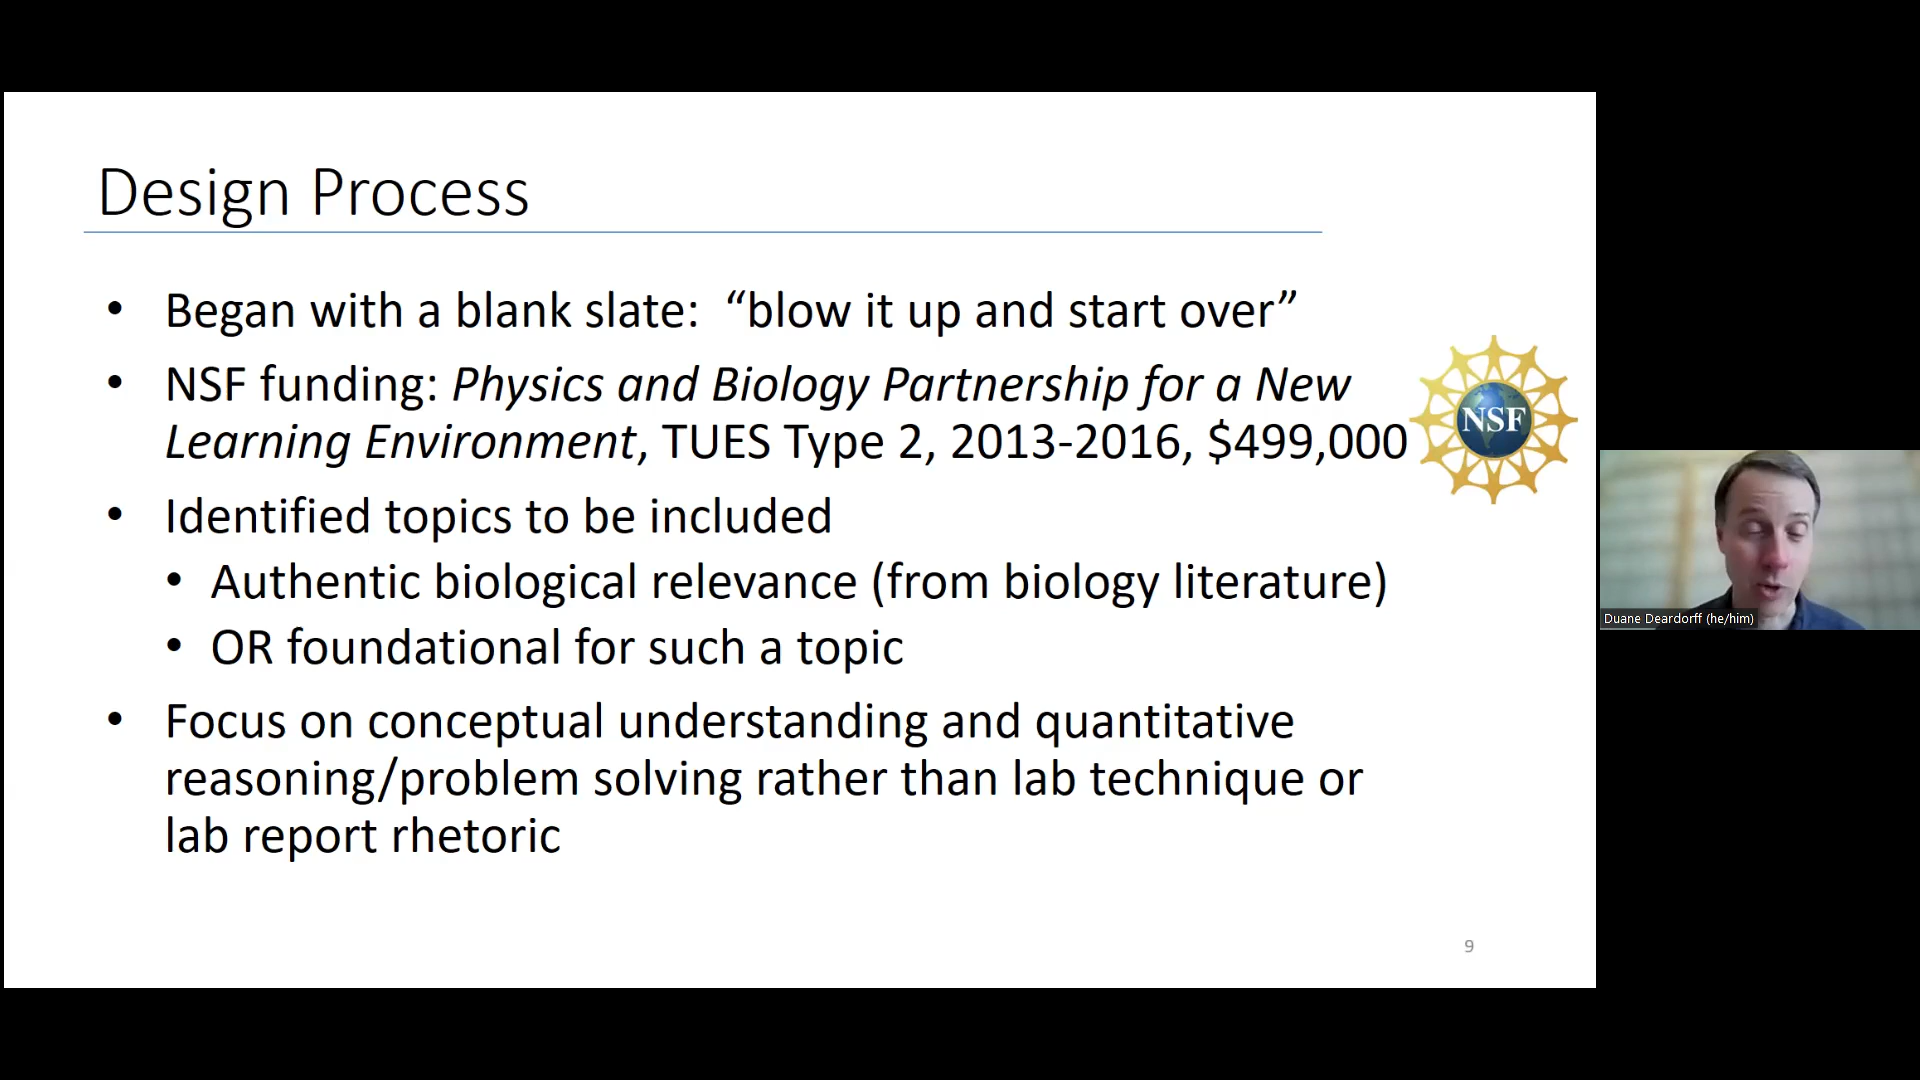 Design Process
• Began with a blank slate:  “blow it up and start over”
• NSF funding: Physics and Biology Partnership for a New
Learning Environment, TUES Type 2, 2013-2016, $499,000
NSF
• Identified topics to be included
• Authentic biological relevance (from biology literature)
• OR foundational for such a topic
• Focus on conceptual understanding and quantitative
reasoning/problem solving rather than lab technique or
lab report rhetoric
9
Duane Deardorff (he/him)